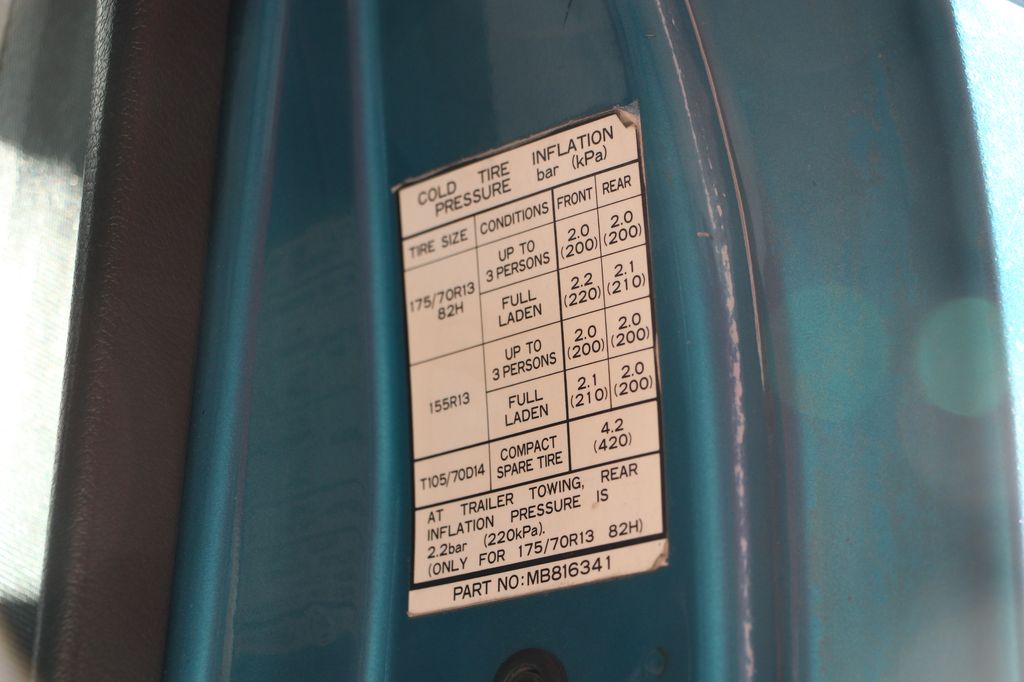 COLD TIRE INFLATION
PRESSURE bar (kPa)
TIRE SIZE CONDITIONS FRONT REAR
175/70R13 82H UP TO 3 PERSONS 2.0 (200) 2.0 (200)
FULL LADEN 2.2 (220) 2.1 (210)
155R13 UP TO 3 PERSONS 2.0 (200) 2.0 (200)
FULL LADEN 2.1 (210) 2.0 (200)
T105/70D14 COMPACT SPARE TIRE 4.2 (420)
AT TRAILER TOWING, REAR
INFLATION PRESSURE IS
2.2bar (220kPa).
(ONLY FOR 175/70R13 82H)
PART NO:MB816341